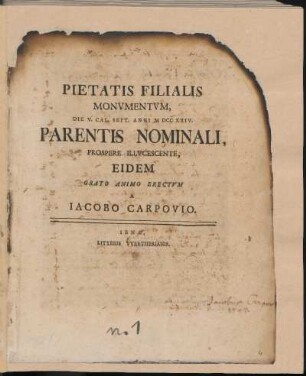 PIETATIS FILIALIS
MONVMENTVM,
DIE X. CAL. SEPT. ANNI M DCC XXIV.
PARENTIS NOMINALI,
PROSPERE ILLVCESCENTE,
EIDEM
GRATO ANIMO ERECTVM
A
IACOBO CARPOVIO.
IENAE,
LITTERIS
n. 1